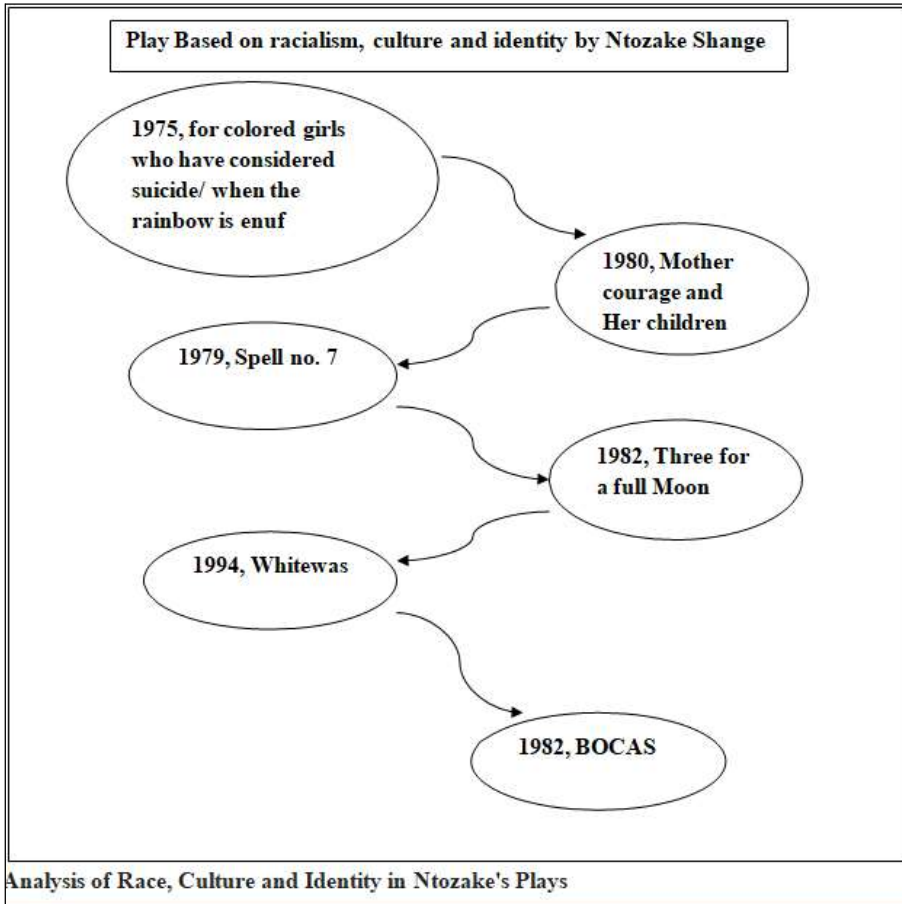 Play Based on racialism, culture and identity by Ntozake Shange
1975, for colored girls
who have considered
suicide/ when the
rainbow is enuf
1980, Mother
courage and
Her children
1979, Spell no. 7
1982, Three for
a full Moon
1994, Whitewas
1982, BOCAS
Analysis of Race, Culture and Identity in Ntozake's Plays